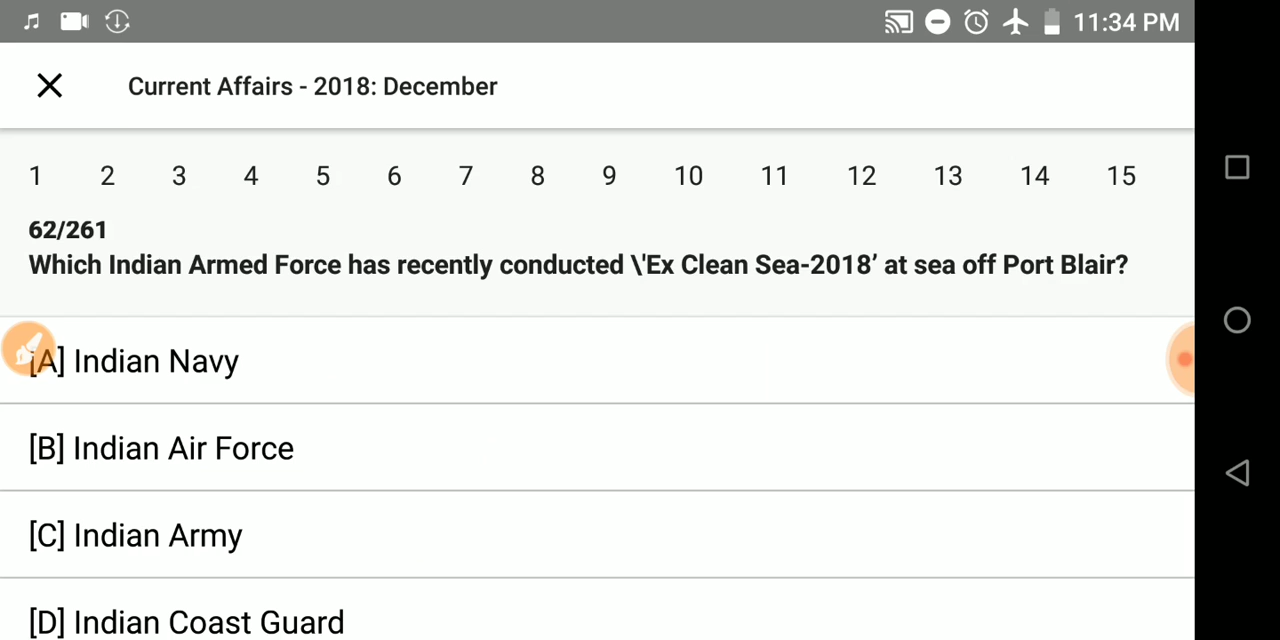 11:34 PM
Current Affairs - 2018: December
1 2 3 4 5 6 7 8 9 10 11 12 13 14 15
62/261
Which Indian Armed Force has recently conducted \'Ex Clean Sea-2018’ at sea off Port Blair?
[A] Indian Navy
[B] Indian Air Force
[C] Indian Army
[D] Indian Coast Guard